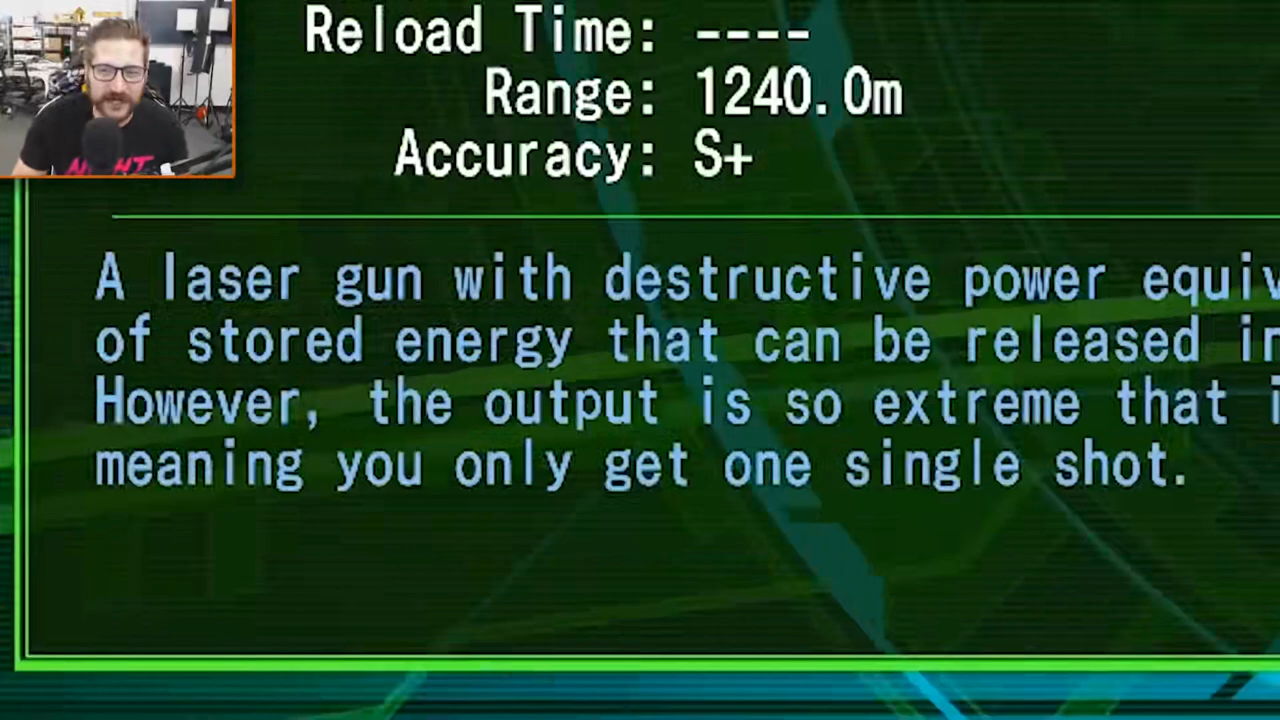 Reload Time: ----
Range: 1240.0m
Accuracy: S+
A laser gun with destructive power
of stored energy that can be released
However, the output is so extreme that
meaning you only get one single shot.